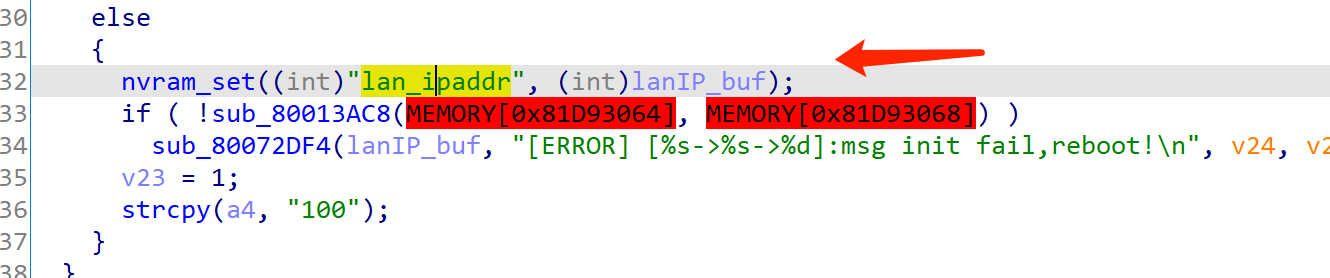 30 else
31 {
32 nvram_set((int)"lan_ipaddr", (int)lanIP_buf);
33 if ( !sub_80013AC8(MEMORY[0x81D93064], MEMORY[0x81D93068]) )
34 sub_80072DF4(lanIP_buf, "[ERROR] [%s->%s->%d]:msg init fail,reboot!\n", v24, v2
35 v23 = 1;
36 strcpy(a4, "100");
37 }
38 }